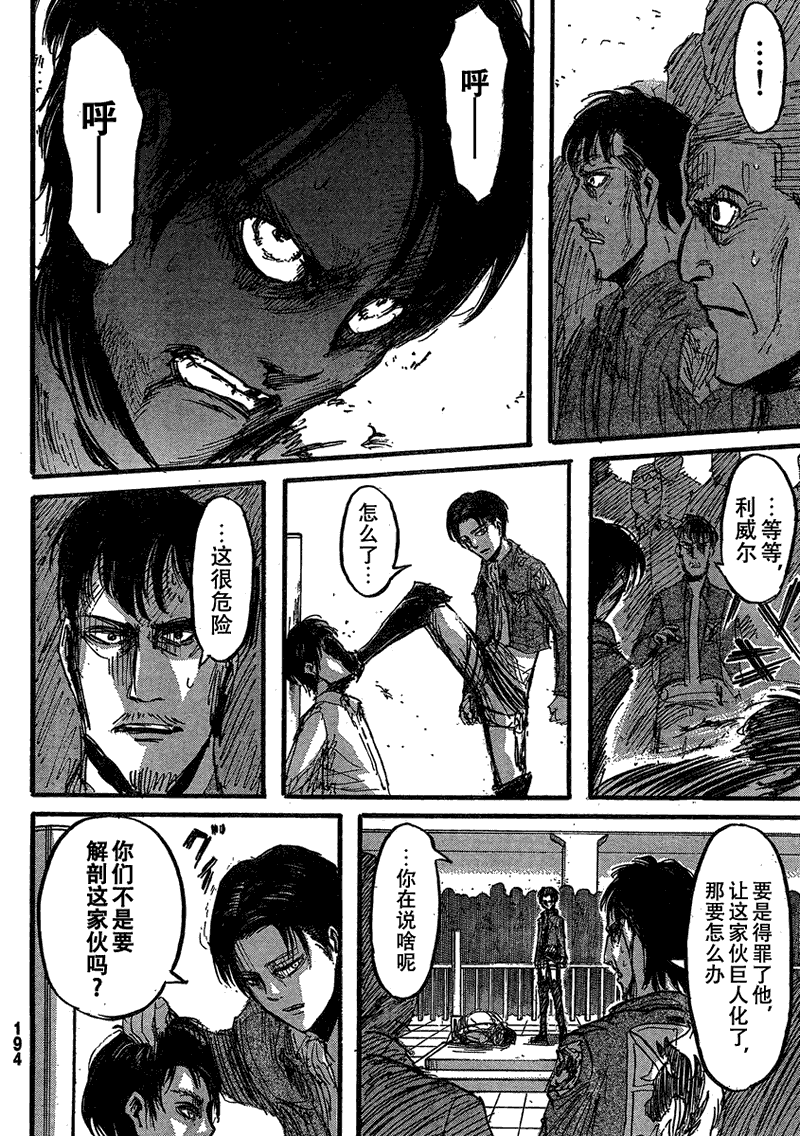 …！
呼——
呼——
…等等，
利威尔
怎么了…
…这很危险
要是得罪了他，
让这家伙巨人化了，
那要怎么办
…你在说啥呢
你们不是要
解剖这家伙吗？
194